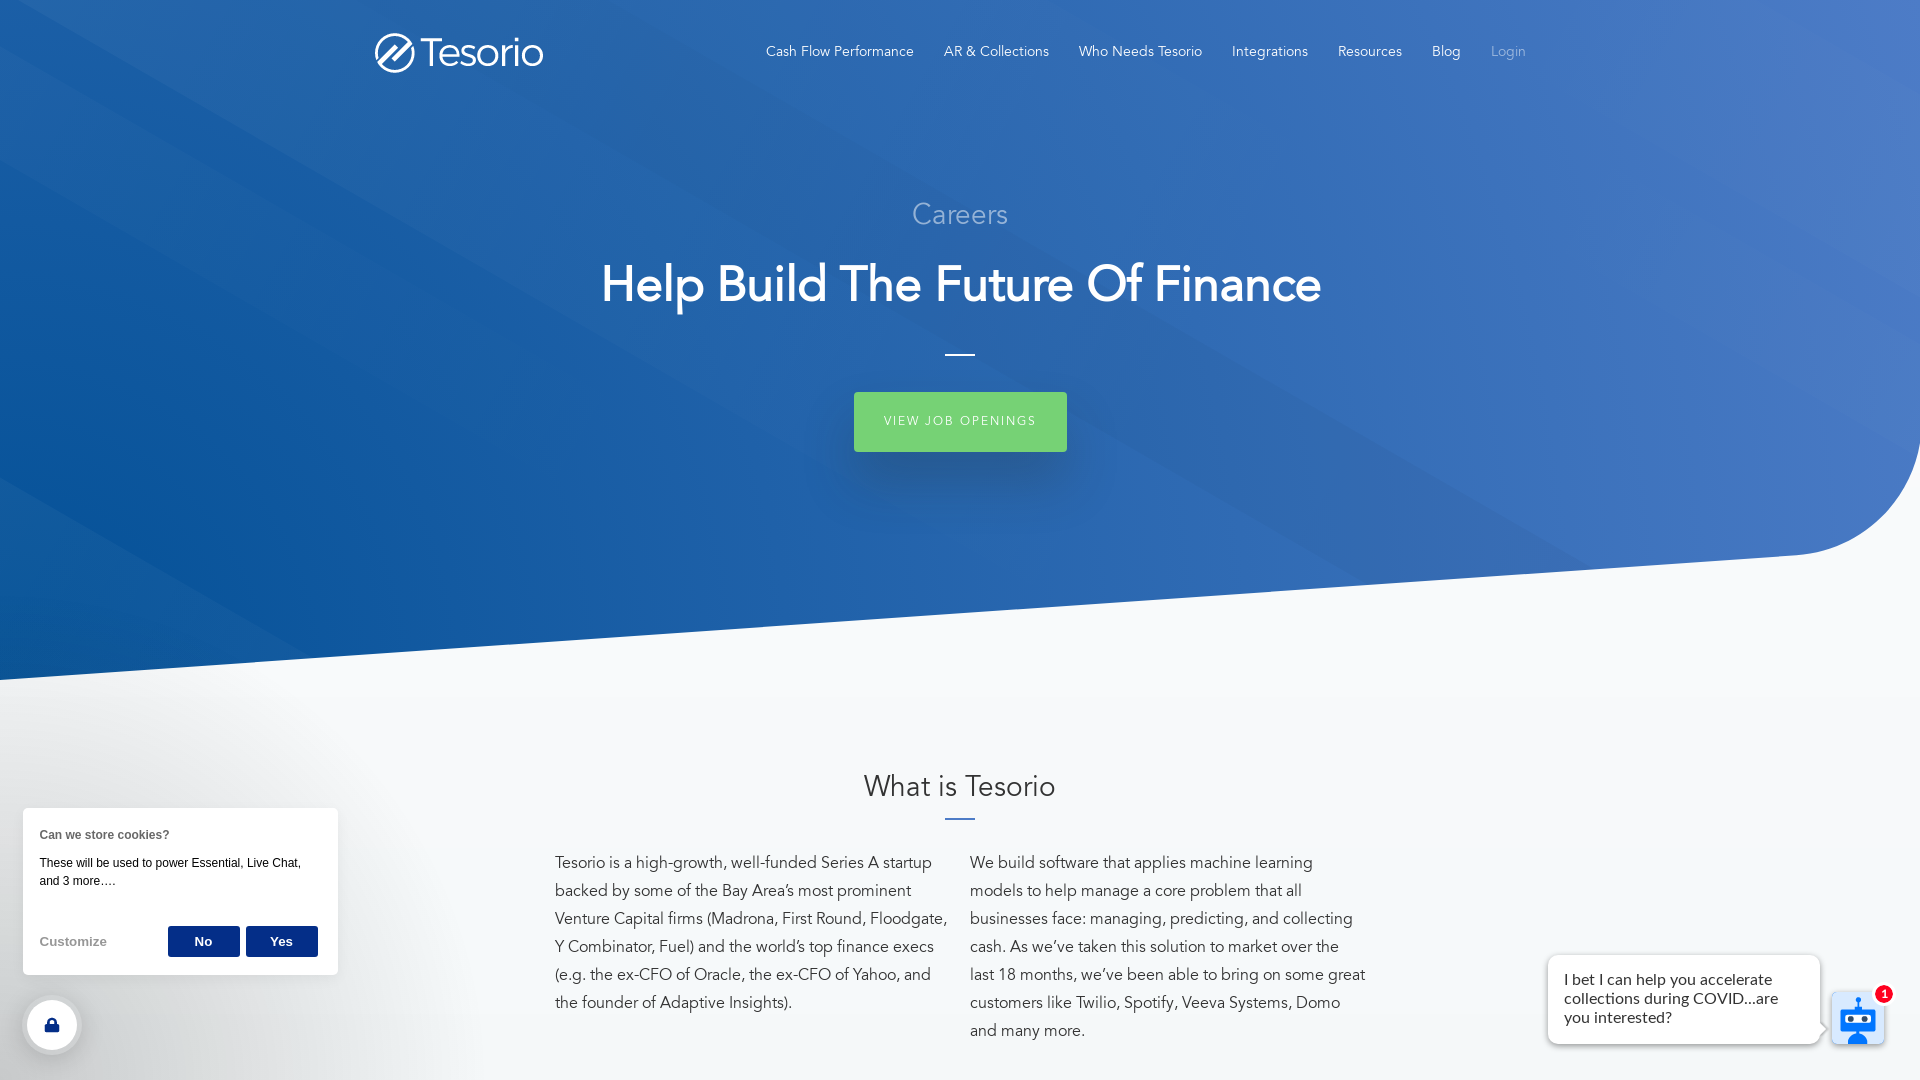 Tesorio
Cash Flow Performance
AR & Collections
Who Needs Tesorio
Integrations
Resources
Blog
Login
Careers
Help Build The Future Of Finance
VIEW JOB OPENINGS
What is Tesorio
Tesorio is a high-growth, well-funded Series A startup
backed by some of the Bay Area’s most prominent
Venture Capital firms (Madrona, First Round, Floodgate,
Y Combinator, Fuel) and the world’s top finance execs
(e.g. the ex-CFO of Oracle, the ex-CFO of Yahoo, and
the founder of Adaptive Insights).
We build software that applies machine learning
models to help manage a core problem that all
businesses face: managing, predicting, and collecting
cash. As we’ve taken this solution to market over the
last 18 months, we’ve been able to bring on some great
customers like Twilio, Spotify, Veeva Systems, Domo
and many more.
Can we store cookies?
These will be used to power Essential, Live Chat,
and 3 more….
Customize
No
Yes
I bet I can help you accelerate
collections during COVID...are
you interested?
1